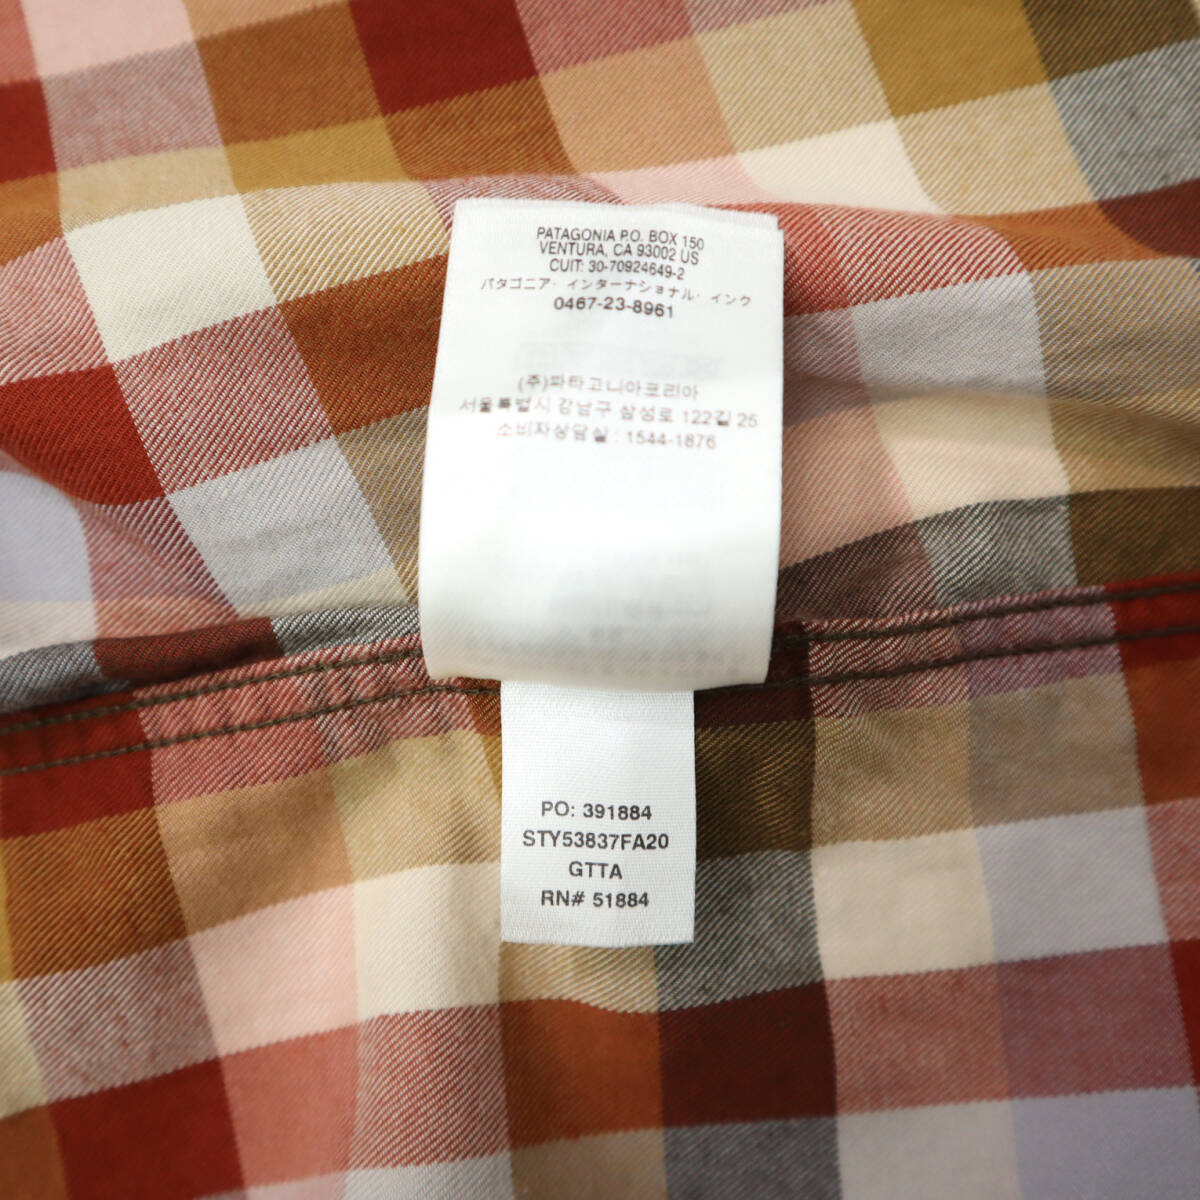 PATAGONIA P.O. BOX 150
VENTURA, CA 93002 US
CUIT: 30-70924649-2
パタゴニア・インターナショナル・インク
0467-23-8961
(주)파타고니아코리아
서울특별시 강남구 삼성로 122길 25
소비자상담실 : 1544-1876
PO: 391884
STY53837FA20
GTTA
RN# 51884